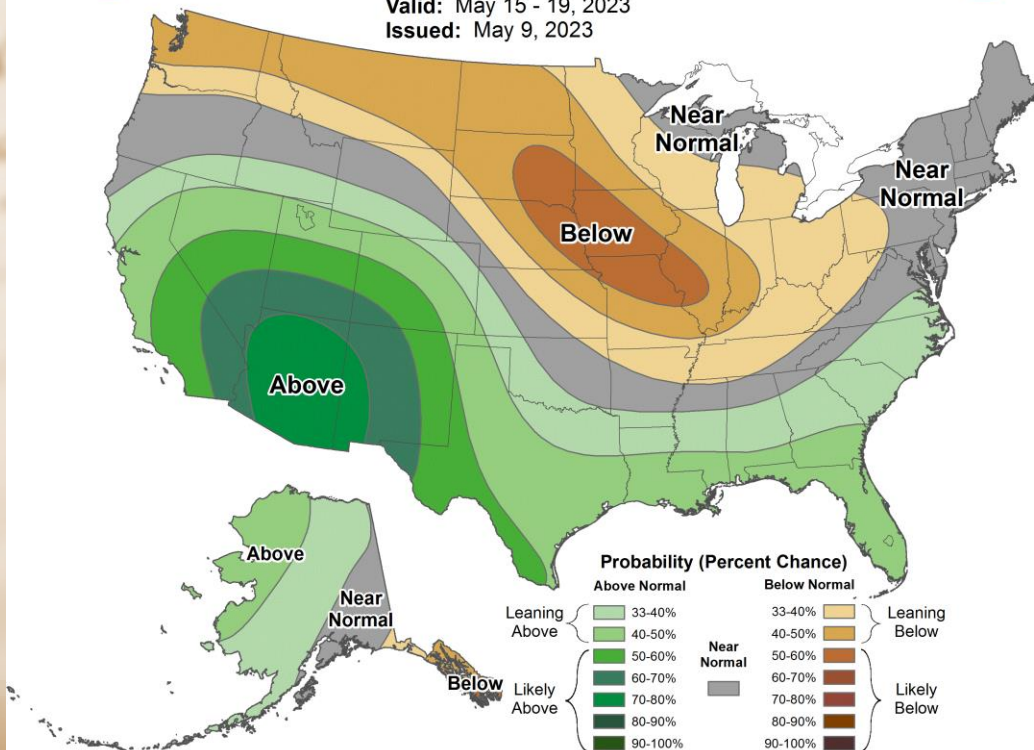 Valid: May 15 - 19, 2023
Issued: May 9, 2023
Near
Normal
Near
Normal
Below
Above
Above
Near
Normal
Below
Probability (Percent Chance)
Above Normal
Below Normal
Leaning
Above
33-40%
40-50%
Likely
Above
50-60%
60-70%
70-80%
80-90%
90-100%
Near
Normal
33-40%
40-50%
Leaning
Below
50-60%
60-70%
70-80%
80-90%
90-100%
Likely
Below